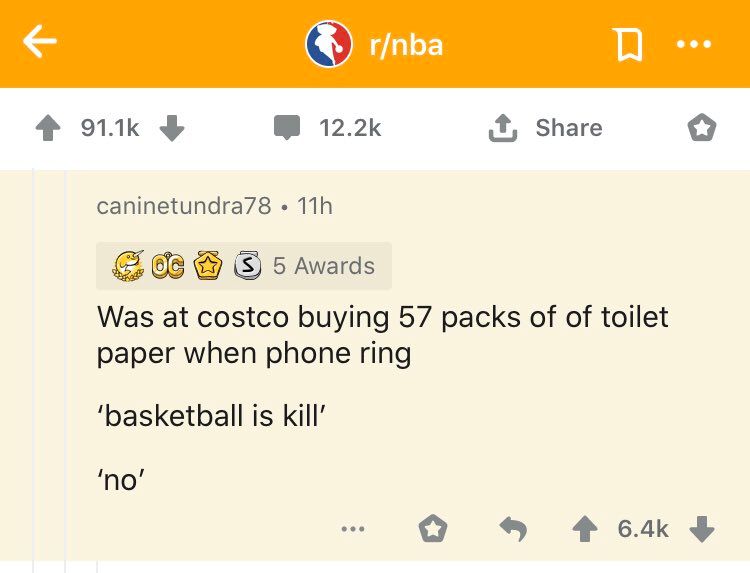 r/nba
91.1k
12.2k
Share
caninetundra78 • 11h
OC S 5 Awards
Was at costco buying 57 packs of of toilet
paper when phone ring
‘basketball is kill’
‘no’
6.4k